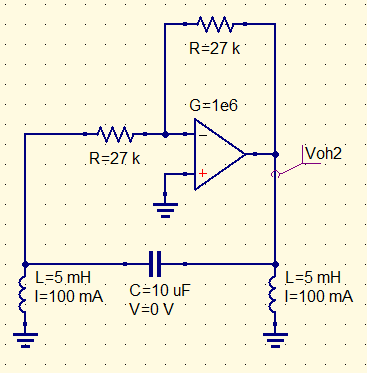 R=27 k
G=1e6
R=27 k
Voh2
L=5 mH
I=100 mA
C=10 uF
V=0 V
L=5 mH
I=100 mA